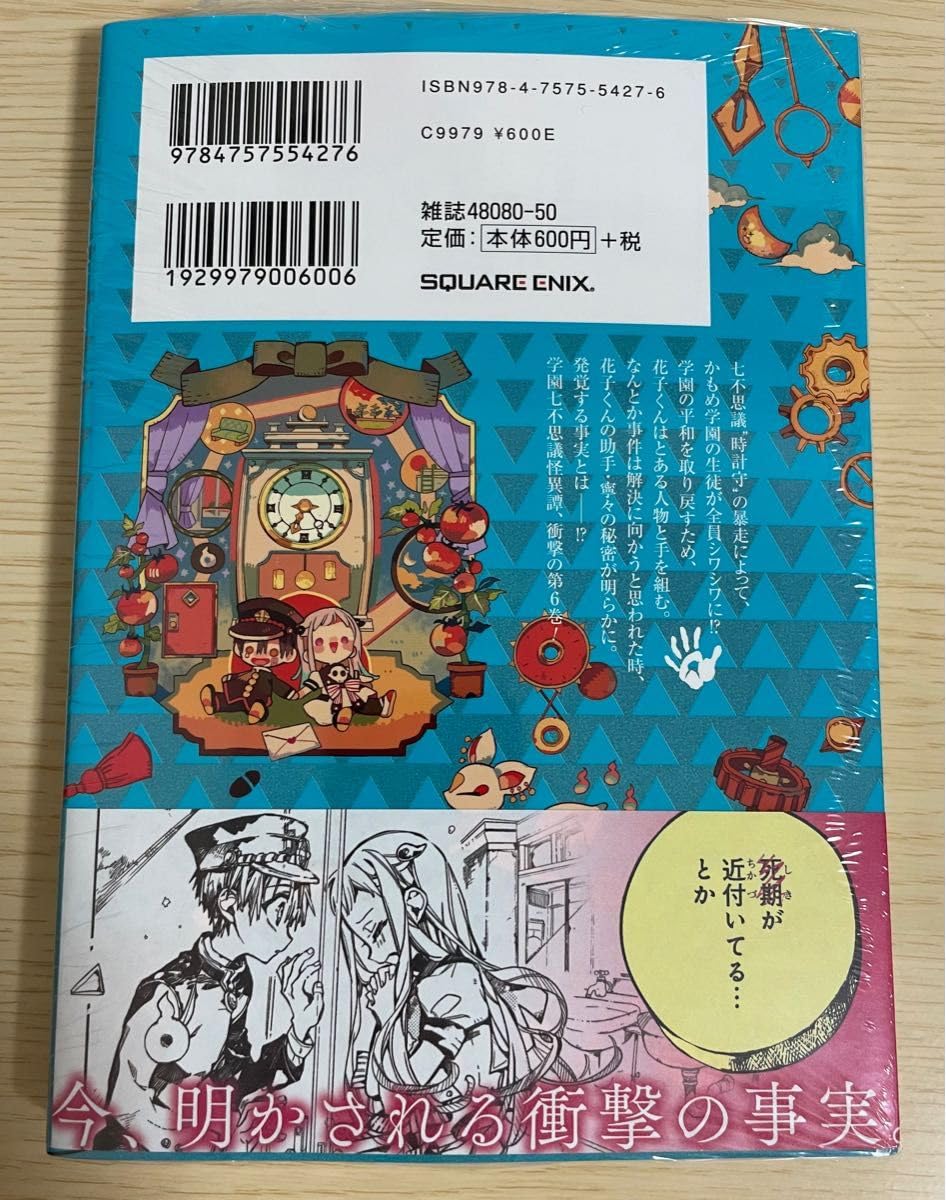 ISBN978-4-7575-5427-6
C9979 ¥600E
9784757554276
雑誌48080-50
定価：本体600円+税
1929979006006
SQUARE ENIX®
七不思議"時計守"の暴走によって、
かもめ学園の生徒が全員シワシワに!?
学園の平和を取り戻すため、
花子くんはとある人物と手を組む。
なんとか事件は解決に向かうと思われた時、
花子くんの助手・寧々の秘密が明らかに。
発覚する事実とは――!?
学園七不思議怪異譚、衝撃の第6巻!
死期が
しき
近付いてる…
ちかづ
とか
今、明かされる衝撃の事実。